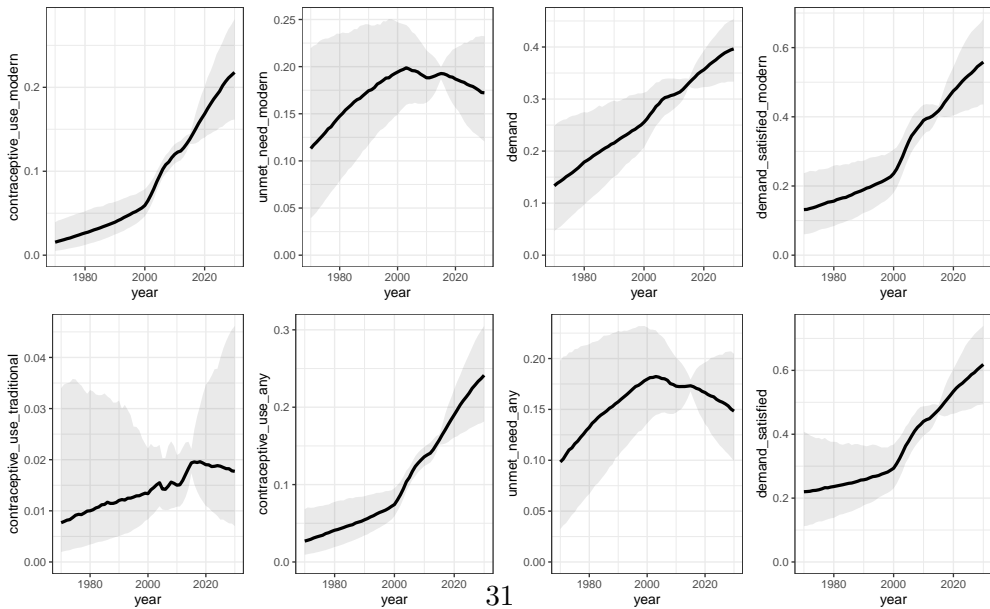 contraceptive_use_modern
0.2
0.1
0.0
1980 2000 2020
year
unmet_need_modern
0.25
0.20
0.15
0.10
0.05
0.00
1980 2000 2020
year
demand
0.4
0.3
0.2
0.1
0.0
1980 2000 2020
year
demand_satisfied_modern
0.6
0.4
0.2
0.0
1980 2000 2020
year
contraceptive_use_traditional
0.04
0.03
0.02
0.01
0.00
1980 2000 2020
year
contraceptive_use_any
0.3
0.2
0.1
0.0
1980 2000 2020
year
unmet_need_any
0.20
0.15
0.10
0.05
0.00
1980 2000 2020
year
demand_satisfied
0.6
0.4
0.2
0.0
1980 2000 2020
year
31